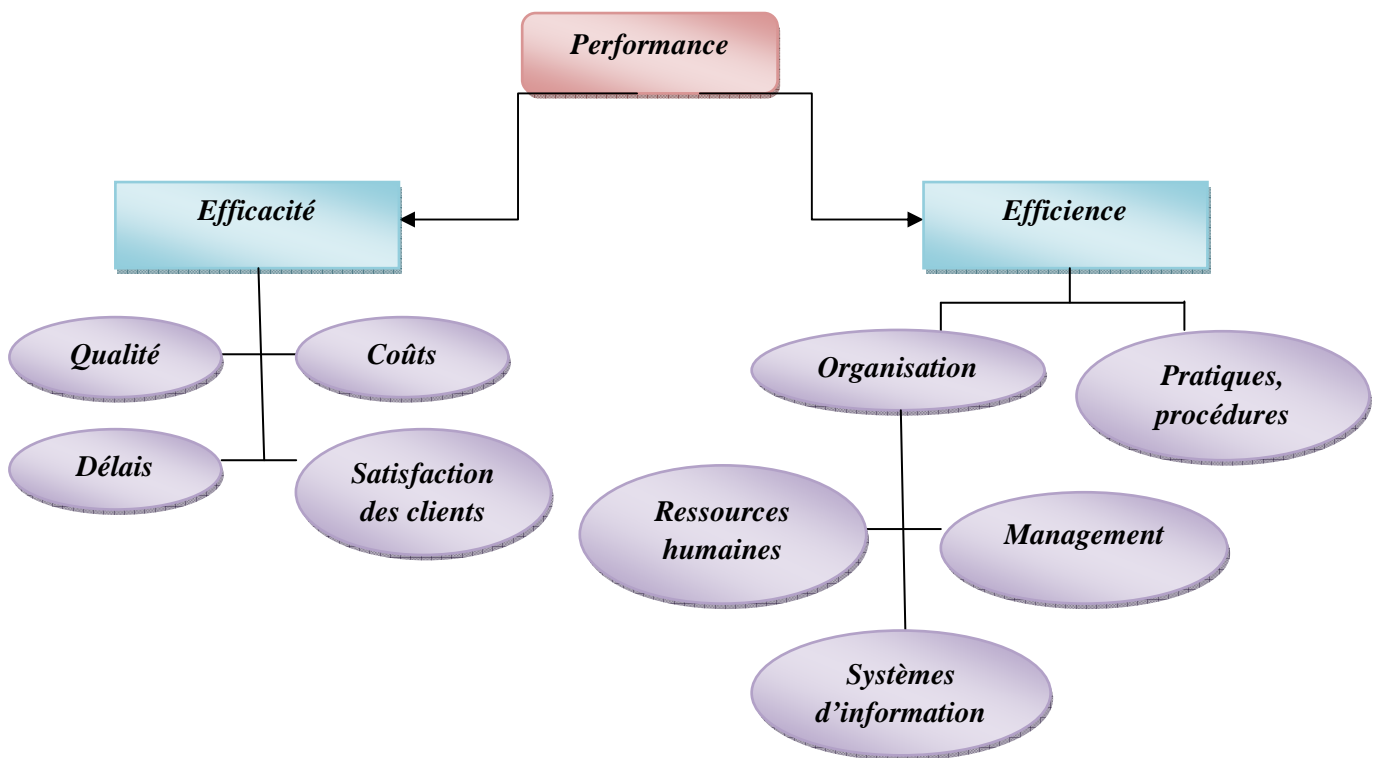 Performance
Efficacité
Efficience
Qualité
Coûts
Délais
Satisfaction
des clients
Organisation
Pratiques,
procédures
Ressources
humaines
Management
Systèmes
d’information